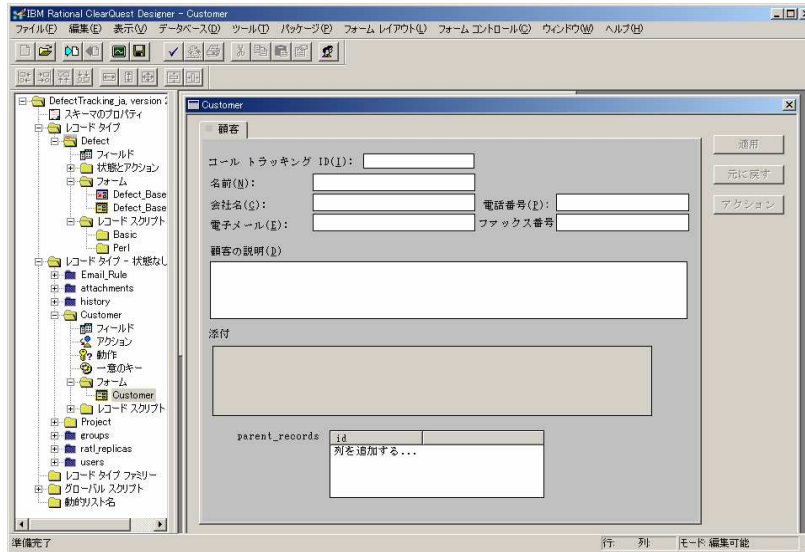 IBM Rational ClearQuest Designer - Customer
ファイル(F) 編集(E) 表示(V) データベース(D) ツール(T) パッケージ(P) フォーム レイアウト(L) フォーム コントロール(C) ウィンドウ(W) ヘルプ(H)
DefectTracking_ja, version
スキーマのプロパティ
レコード タイプ
Defect
フィールド
状態とアクション
フォーム
Defect_Base
Defect_Base
レコード スクリプト
Basic
Perl
レコード タイプ - 状態なし
Email_Rule
attachments
history
Customer
フィールド
アクション
動作
一意のキー
フォーム
Customer
レコード スクリプト
Project
groups
ratl_replicas
users
レコード タイプ ファミリー
グローバル スクリプト
動的リスト名
Customer
顧客
コール トラッキング ID(I):
名前(N):
会社名(C): 電話番号(P):
電子メール(E): ファックス番号
顧客の説明(D)
添付
parent_records
id
列を追加する...
適用
元に戻す
アクション
準備完了
行: 列: モード: 編集可能